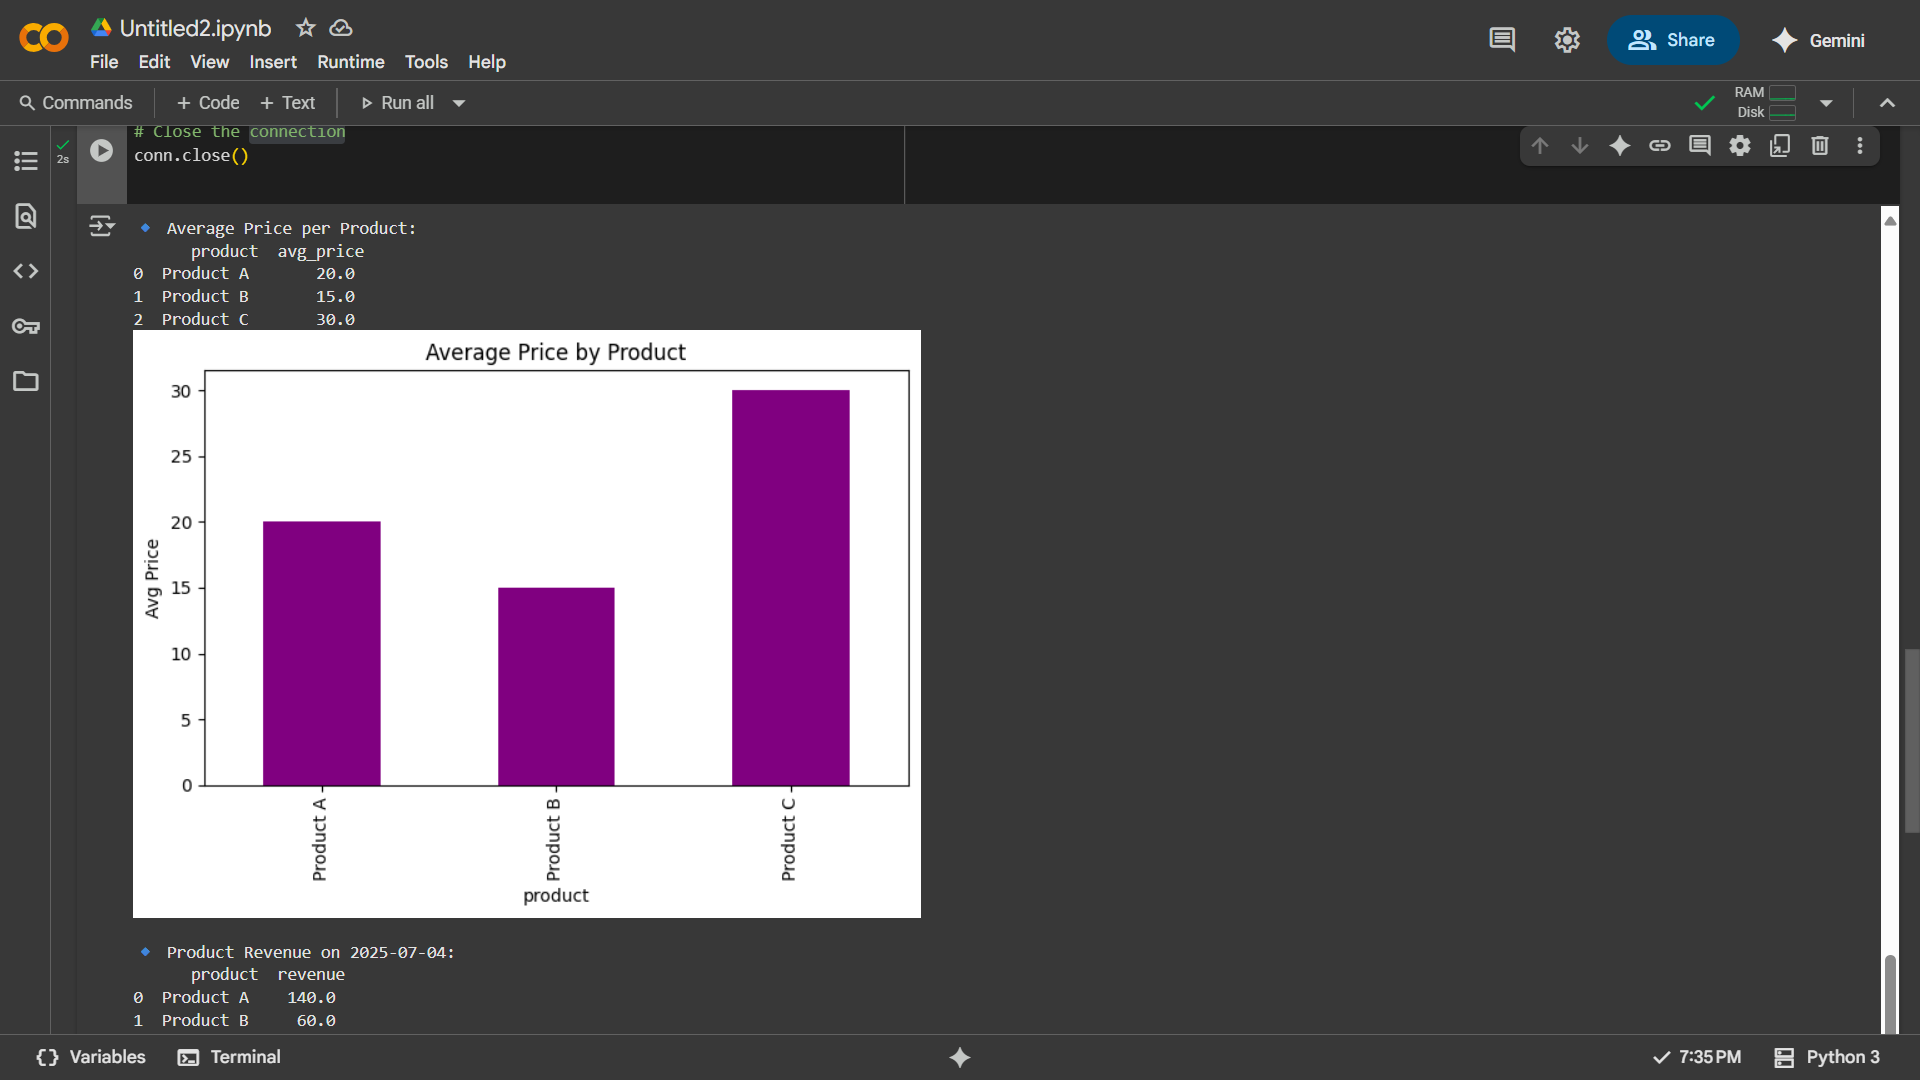 Untitled2.ipynb
File Edit View Insert Runtime Tools Help
Share
Gemini
Commands + Code + Text Run all
RAM
Disk
2s
# Close the connection
conn.close()
Average Price per Product:
product avg_price
0 Product A 20.0
1 Product B 15.0
2 Product C 30.0
Average Price by Product
30
25
20
15
10
5
0
Avg Price
Product A
Product B
Product C
product
Product Revenue on 2025-07-04:
product revenue
0 Product A 140.0
1 Product B 60.0
Variables Terminal
7:35 PM Python 3